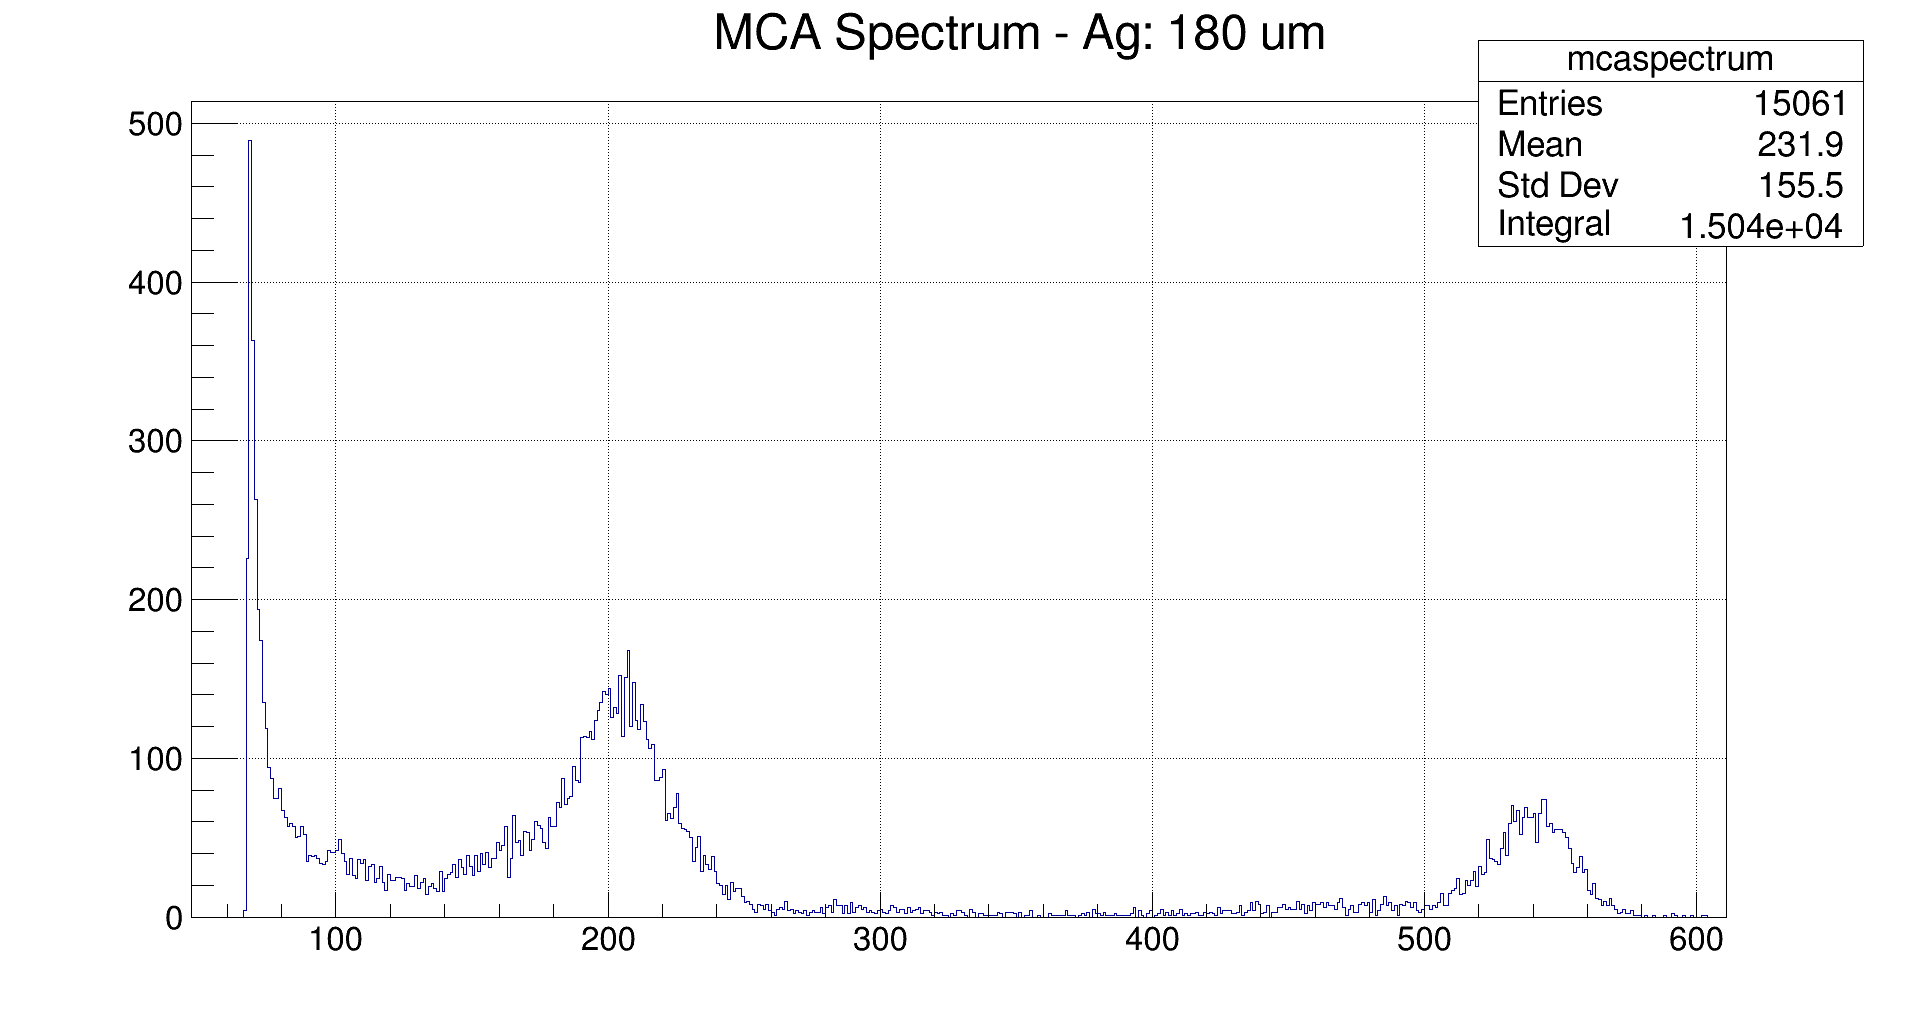 MCA Spectrum - Ag: 180 um
mcaspectrum
Entries 15061
Mean 231.9
Std Dev 155.5
Integral 1.504e+04
500
400
300
200
100
0
100 200 300 400 500 600